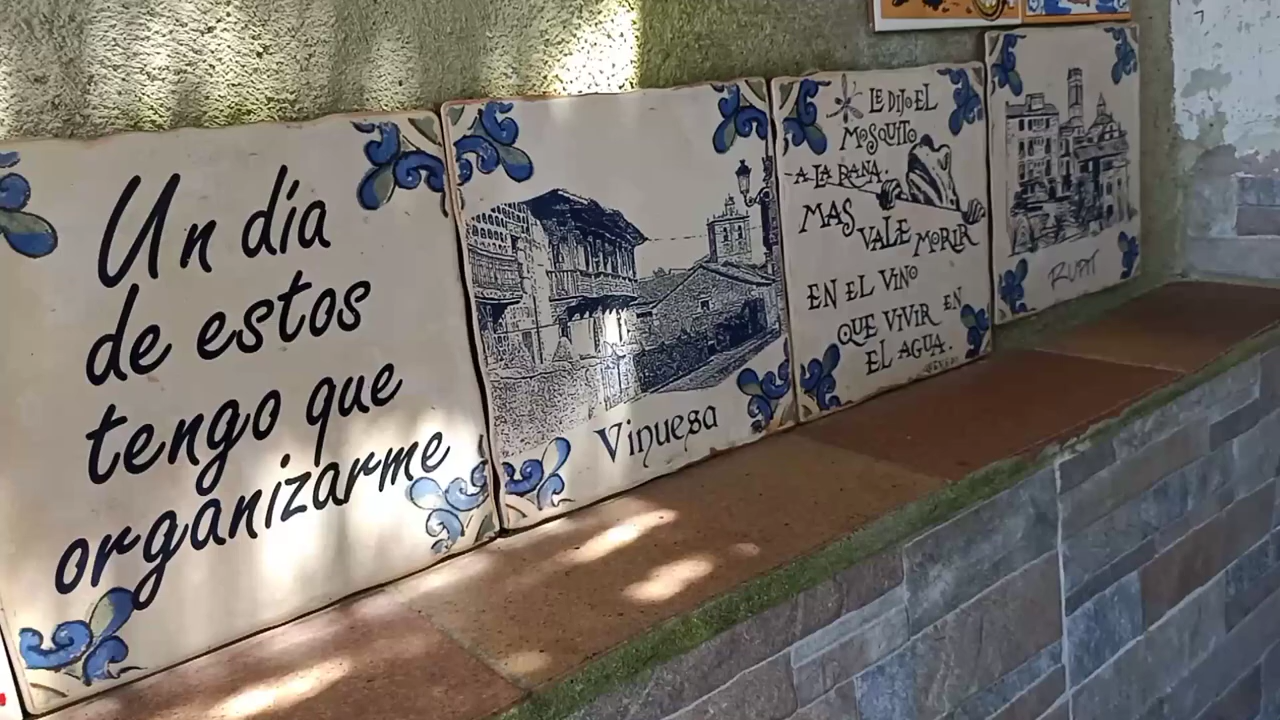 Un día
de estos
tengo que
organizarme
Vinuesa
LE DIJO EL
MOSQUITO
A LA RANA.
MAS
VALE MORIR
EN EL VINO
QUE VIVIR EN
EL AGUA.
RUPIT